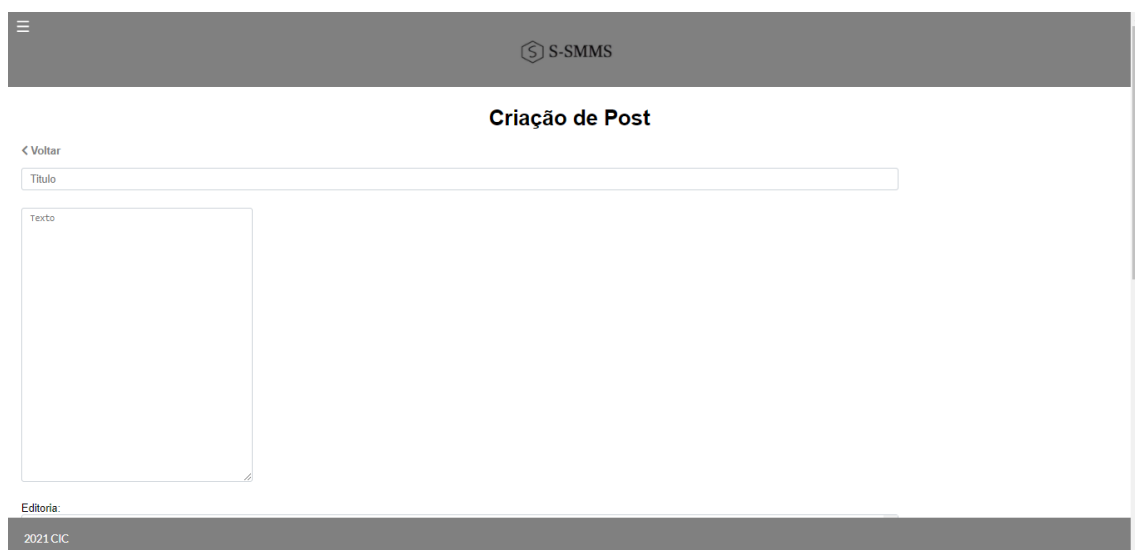 S-SMMS
Criação de Post
Voltar
Título
Texto
Editoria:
2021 CIC